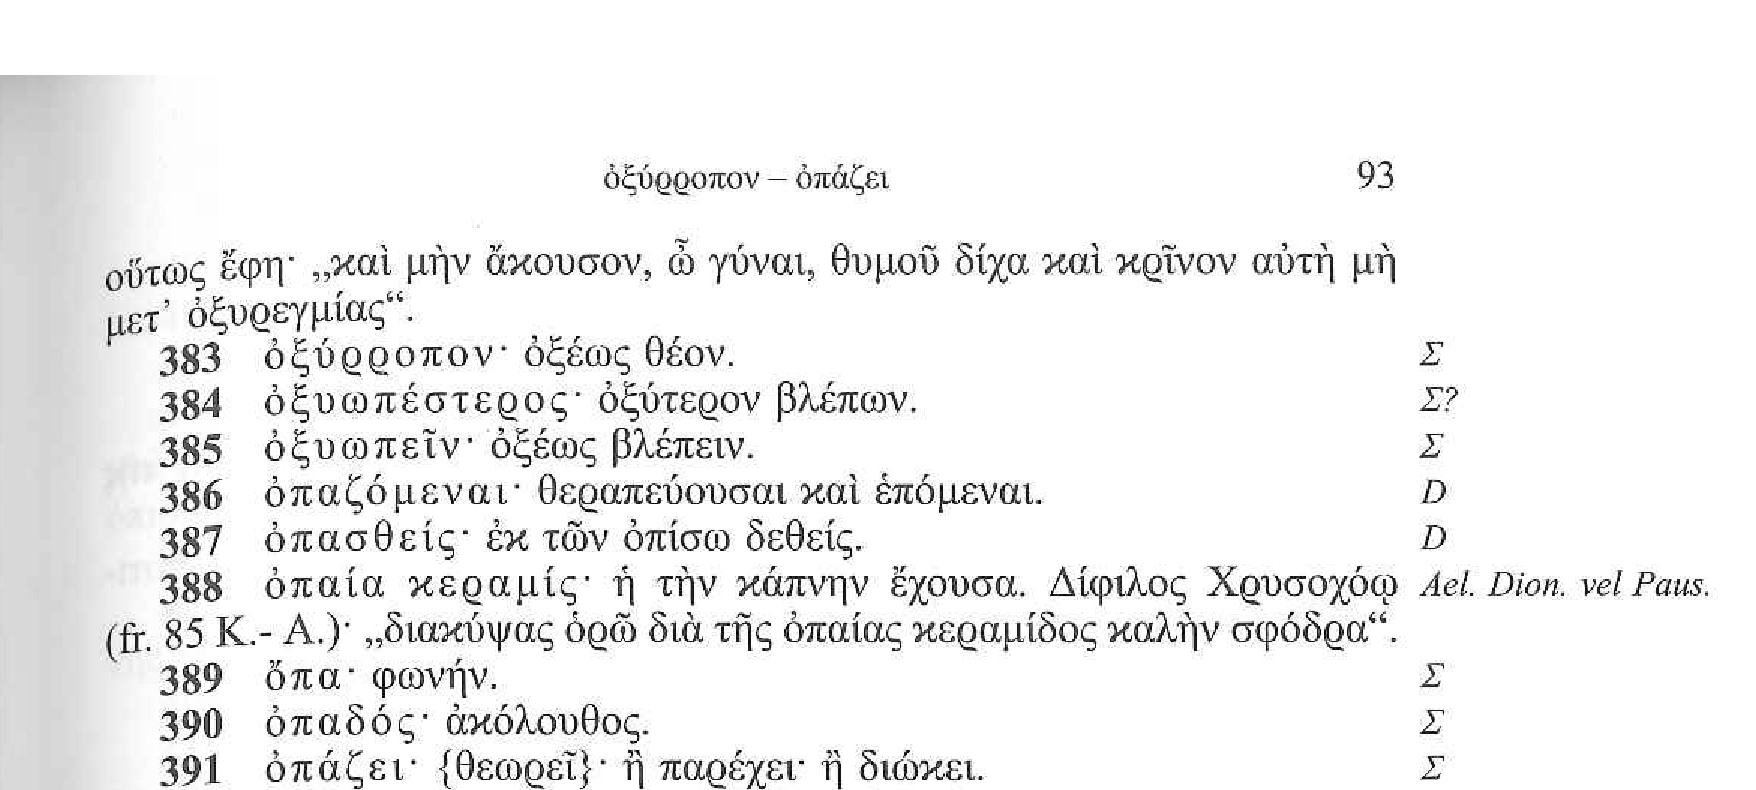 ὀξύρροπον – ὀπάζει 93
οὕτως ἔφη· „καὶ μὴν ἄκουσον, ὦ γύναι, θυμοῦ δίχα καὶ κρῖνον αὐτὴ μὴ
μετ’ ὀξυρεγμίας“.
383 ὀξύρροπον· ὀξέως θέον. Σ
384 ὀξυωπέστερος· ὀξύτερον βλέπων. Σ?
385 ὀξυωπεῖν· ὀξέως βλέπειν. Σ
386 ὀπαζόμεναι· θεραπεύουσαι καὶ ἑπόμεναι. D
387 ὀπασθείς· ἐκ τῶν ὀπίσω δεθείς. D
388 ὀπαία κεραμίς· ἡ τὴν κάπνην ἔχουσα. Δίφιλος Χρυσοχόῳ Ael. Dion. vel Paus.
(fr. 85 K.- A.)· „διακύψας ὁρῶ διὰ τῆς ὀπαίας κεραμίδος καλὴν σφόδρα“.
389 ὄπα· φωνήν. Σ
390 ὀπαδός· ἀκόλουθος. Σ
391 ὀπάζει· {θεωρεῖ}· ἢ παρέχει· ἢ διώκει. Σ